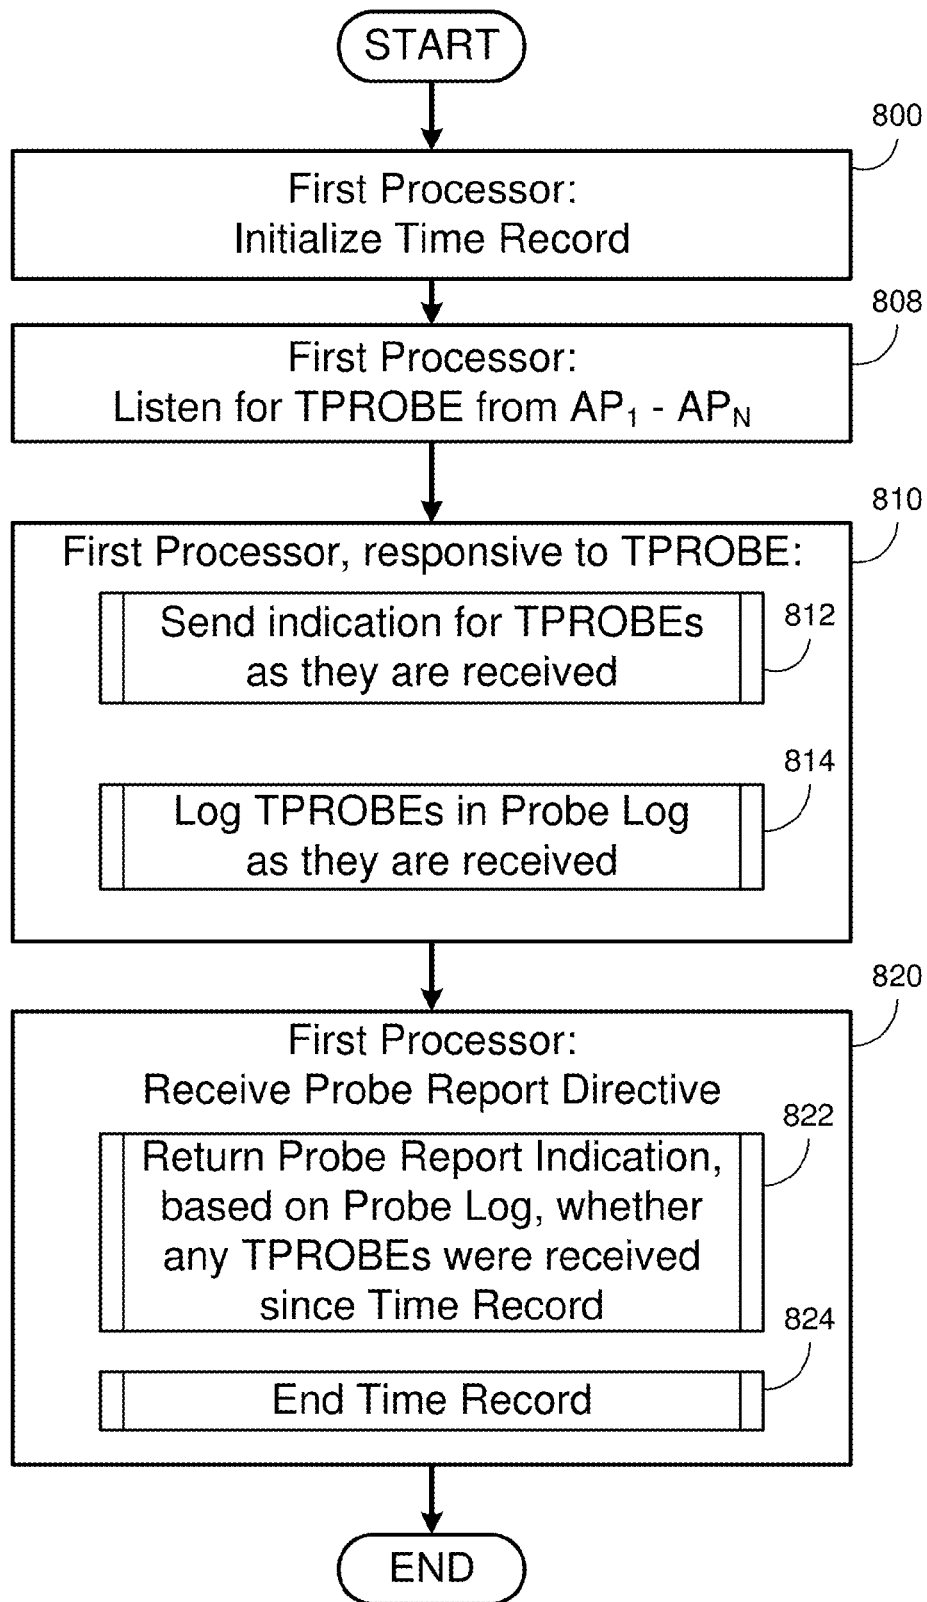 START
800
First Processor:
Initialize Time Record
808
First Processor:
Listen for TPROBE from AP₁ - APₙ
810
First Processor, responsive to TPROBE:
812
Send indication for TPROBEs
as they are received
814
Log TPROBEs in Probe Log
as they are received
820
First Processor:
Receive Probe Report Directive
822
Return Probe Report Indication,
based on Probe Log, whether
any TPROBEs were received
since Time Record
824
End Time Record
END